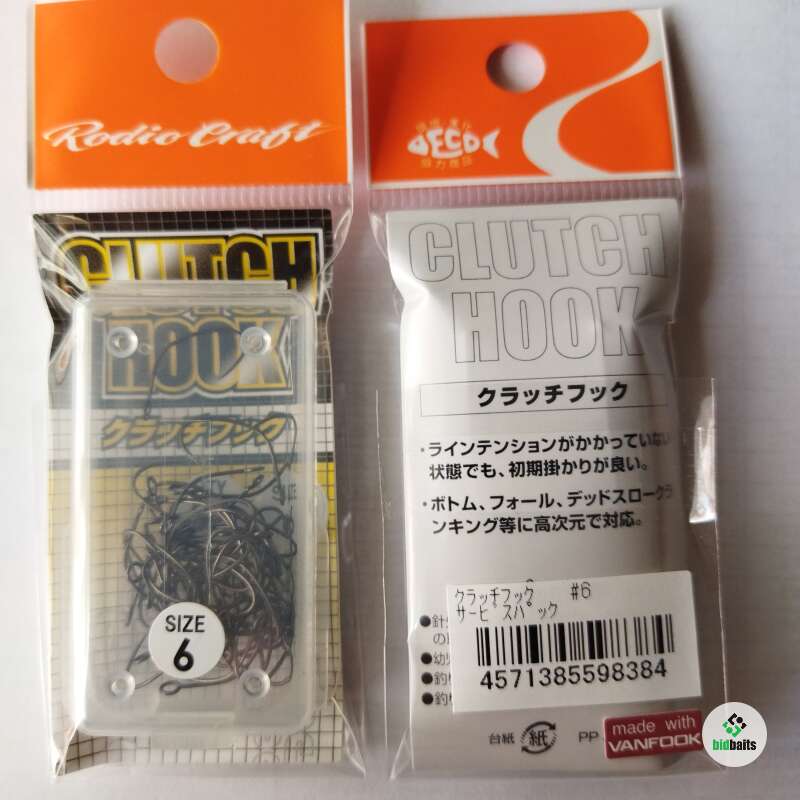 Rodio Craft
CLUTCH
HOOK
クラッチフック
SIZE
6
DECO
協力商品
CLUTCH
HOOK
クラッチフック
・ラインテンションがかかっていない
状態でも、初期掛かりが良い。
・ボトム、フォール、デッドスロークラ
ンキング等に高次元で対応。
クラッチフック #6
サービスパック
4571385598384
台紙 紙 PP
made with
VANFOOK
bidbaits